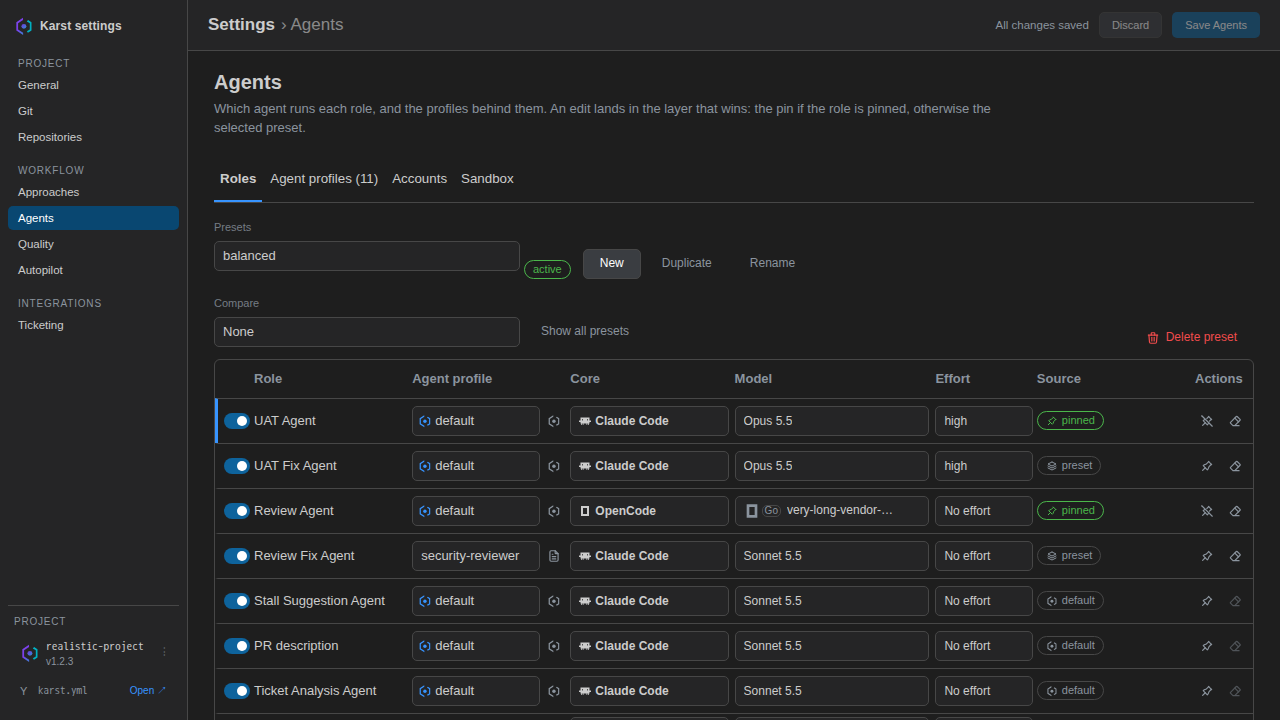 Karst settings
Settings › Agents
All changes saved
Discard
Save Agents
PROJECT
General
Git
Repositories
WORKFLOW
Approaches
Agents
Quality
Autopilot
INTEGRATIONS
Ticketing
PROJECT
realistic-project
v1.2.3
Y karst.yml Open ↗
Agents
Which agent runs each role, and the profiles behind them. An edit lands in the layer that wins: the pin if the role is pinned, otherwise the
selected preset.
Roles Agent profiles (11) Accounts Sandbox
Presets
balanced active New Duplicate Rename
Compare
None Show all presets Delete preset
Role Agent profile Core Model Effort Source Actions
UAT Agent default Claude Code Opus 5.5 high pinned
UAT Fix Agent default Claude Code Opus 5.5 high preset
Review Agent default OpenCode Go very-long-vendor-… No effort pinned
Review Fix Agent security-reviewer Claude Code Sonnet 5.5 No effort preset
Stall Suggestion Agent default Claude Code Sonnet 5.5 No effort default
PR description default Claude Code Sonnet 5.5 No effort default
Ticket Analysis Agent default Claude Code Sonnet 5.5 No effort default